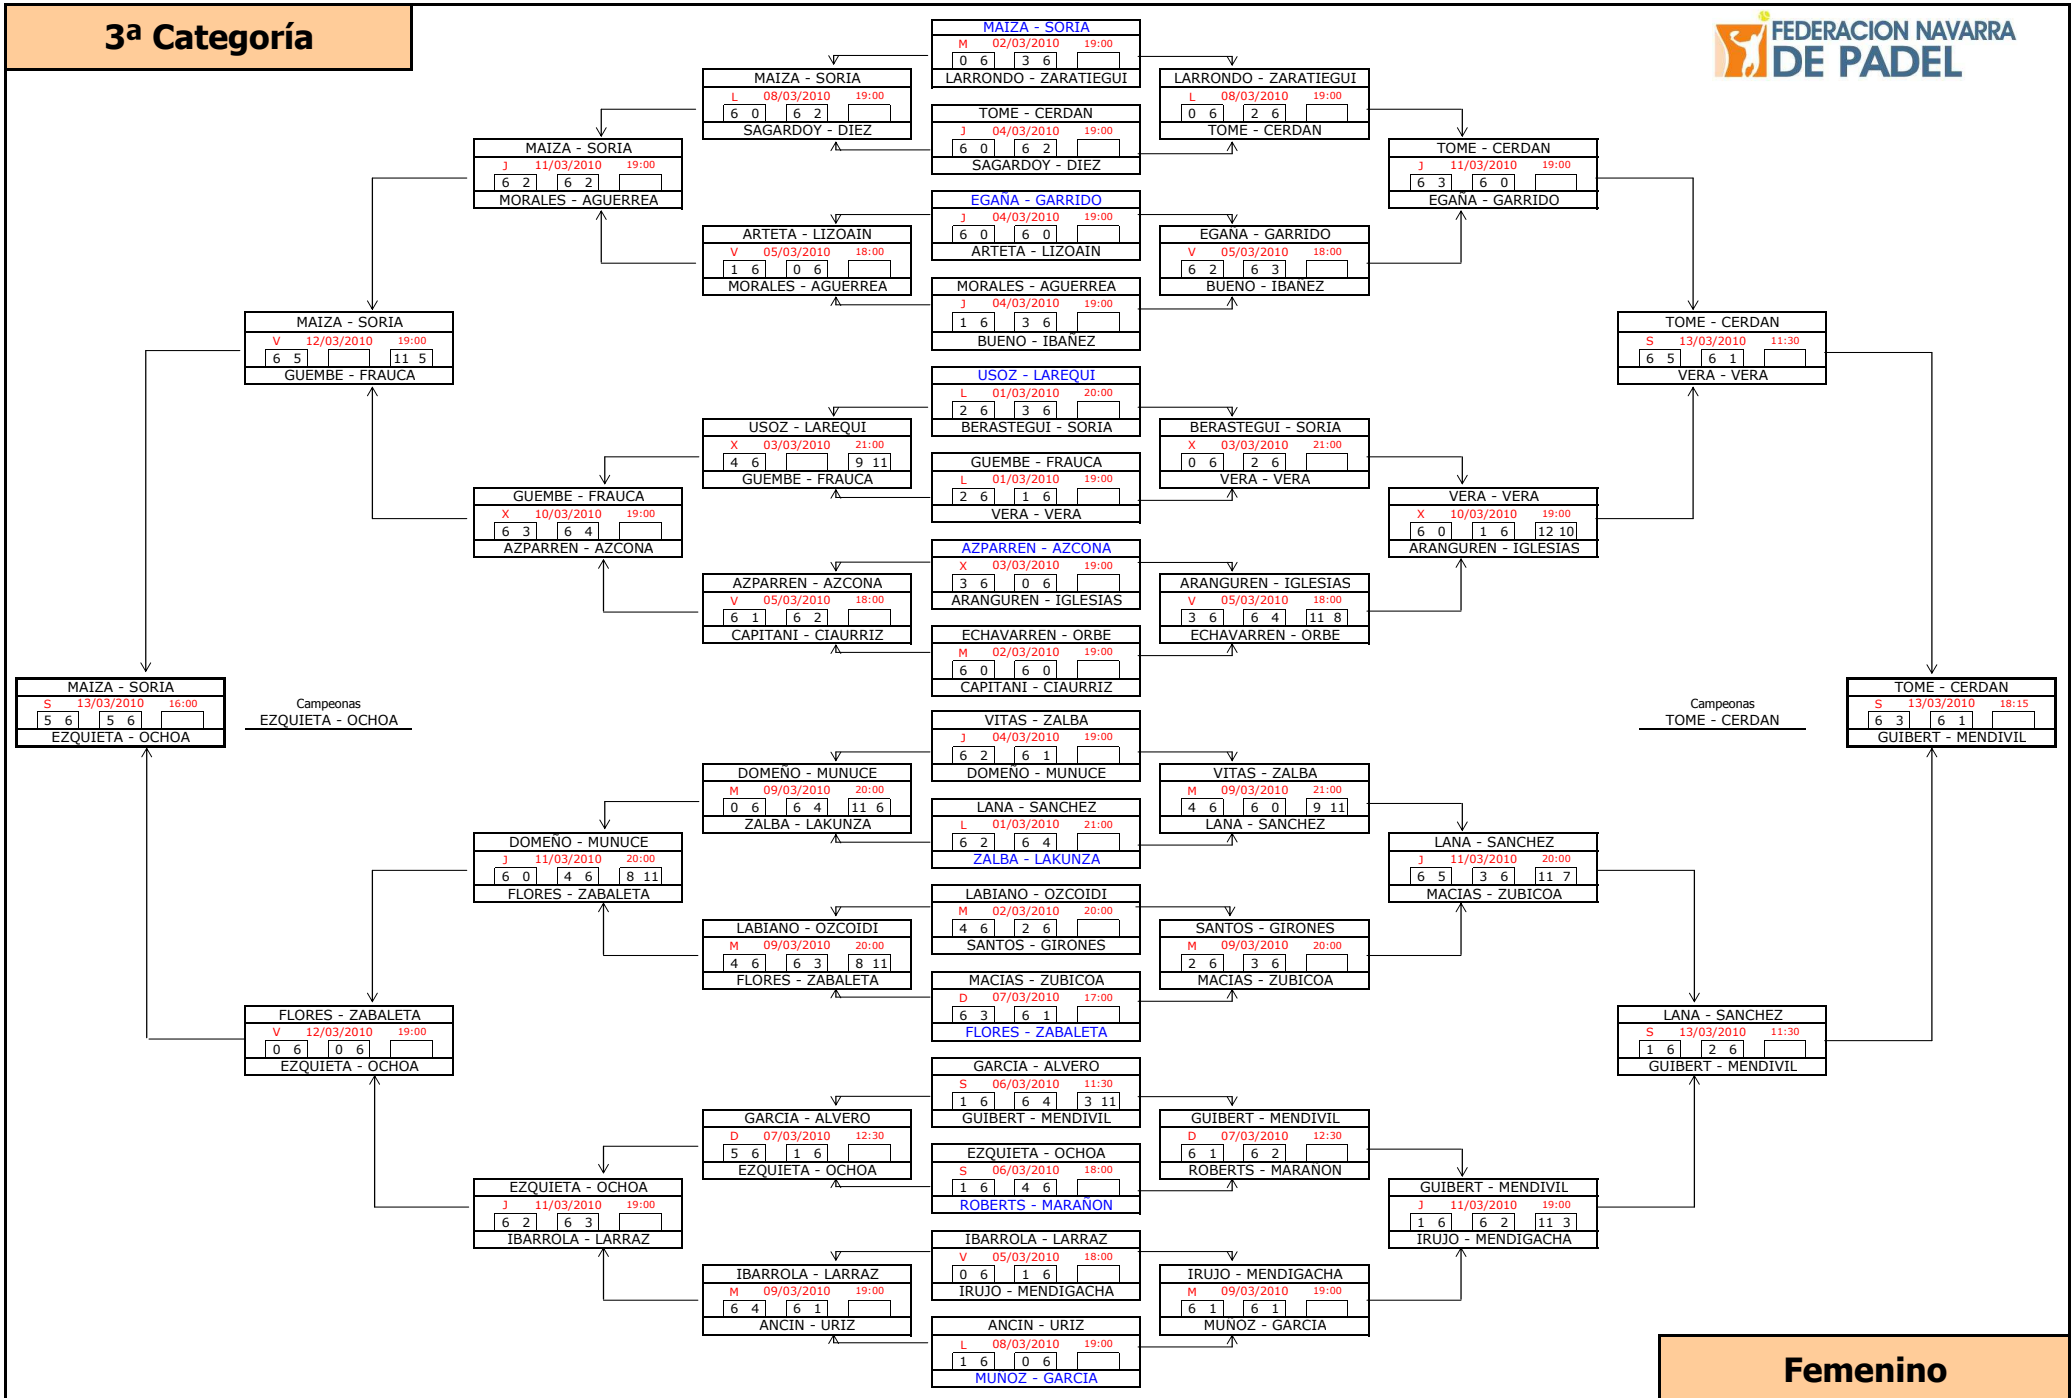 3ª Categoría
FEDERACION NAVARRA
DE PADEL
MAIZA - SORIA
M 02/03/2010 19:00
0 6 3 6
LARRONDO - ZARATIEGUI
TOME - CERDAN
J 04/03/2010 19:00
6 0 6 2
SAGARDOY - DIEZ
EGAÑA - GARRIDO
J 04/03/2010 19:00
6 0 6 0
ARTETA - LIZOAIN
MORALES - AGUERREA
J 04/03/2010 19:00
1 6 3 6
BUENO - IBAÑEZ
USOZ - LAREQUI
L 01/03/2010 20:00
2 6 3 6
BERASTEGUI - SORIA
GUEMBE - FRAUCA
L 01/03/2010 19:00
2 6 1 6
VERA - VERA
AZPARREN - AZCONA
X 03/03/2010 19:00
3 6 0 6
ARANGUREN - IGLESIAS
ECHAVARREN - ORBE
M 02/03/2010 19:00
6 0 6 0
CAPITANI - CIAURRIZ
VITAS - ZALBA
J 04/03/2010 19:00
6 2 6 1
DOMEÑO - MUNUCE
LANA - SANCHEZ
L 01/03/2010 21:00
6 2 6 4
ZALBA - LAKUNZA
LABIANO - OZCOIDI
M 02/03/2010 20:00
4 6 2 6
SANTOS - GIRONES
MACIAS - ZUBICOA
D 07/03/2010 17:00
6 3 6 1
FLORES - ZABALETA
GARCIA - ALVERO
S 06/03/2010 11:30
1 6 6 4 3 11
GUIBERT - MENDIVIL
EZQUIETA - OCHOA
S 06/03/2010 18:00
1 6 4 6
ROBERTS - MARAÑON
IBARROLA - LARRAZ
V 05/03/2010 18:00
0 6 1 6
IRUJO - MENDIGACHA
ANCIN - URIZ
L 08/03/2010 19:00
1 6 0 6
MUÑOZ - GARCIA
MAIZA - SORIA
L 08/03/2010 19:00
6 0 6 2
SAGARDOY - DIEZ
ARTETA - LIZOAIN
V 05/03/2010 18:00
1 6 0 6
MORALES - AGUERREA
USOZ - LAREQUI
X 03/03/2010 21:00
4 6 9 11
GUEMBE - FRAUCA
AZPARREN - AZCONA
V 05/03/2010 18:00
6 1 6 2
CAPITANI - CIAURRIZ
DOMEÑO - MUNUCE
M 09/03/2010 20:00
0 6 6 4 11 6
ZALBA - LAKUNZA
LABIANO - OZCOIDI
M 09/03/2010 20:00
4 6 6 3 8 11
FLORES - ZABALETA
GARCIA - ALVERO
D 07/03/2010 12:30
5 6 1 6
EZQUIETA - OCHOA
IBARROLA - LARRAZ
M 09/03/2010 19:00
6 4 6 1
ANCIN - URIZ
MAIZA - SORIA
J 11/03/2010 19:00
6 2 6 2
MORALES - AGUERREA
GUEMBE - FRAUCA
X 10/03/2010 19:00
6 3 6 4
AZPARREN - AZCONA
DOMEÑO - MUNUCE
J 11/03/2010 20:00
6 0 4 6 8 11
FLORES - ZABALETA
EZQUIETA - OCHOA
J 11/03/2010 19:00
6 2 6 3
IBARROLA - LARRAZ
MAIZA - SORIA
V 12/03/2010 19:00
6 5 11 5
GUEMBE - FRAUCA
FLORES - ZABALETA
V 12/03/2010 19:00
0 6 0 6
EZQUIETA - OCHOA
MAIZA - SORIA
S 13/03/2010 16:00
5 6 5 6
EZQUIETA - OCHOA
Campeonas
EZQUIETA - OCHOA
LARRONDO - ZARATIEGUI
L 08/03/2010 19:00
0 6 2 6
TOME - CERDAN
EGAÑA - GARRIDO
V 05/03/2010 18:00
6 2 6 3
BUENO - IBAÑEZ
BERASTEGUI - SORIA
X 03/03/2010 21:00
0 6 2 6
VERA - VERA
ARANGUREN - IGLESIAS
V 05/03/2010 18:00
3 6 6 4 11 8
ECHAVARREN - ORBE
VITAS - ZALBA
M 09/03/2010 21:00
4 6 6 0 9 11
LANA - SANCHEZ
SANTOS - GIRONES
M 09/03/2010 20:00
2 6 3 6
MACIAS - ZUBICOA
GUIBERT - MENDIVIL
D 07/03/2010 12:30
6 1 6 2
ROBERTS - MARAÑON
IRUJO - MENDIGACHA
M 09/03/2010 19:00
6 1 6 1
MUÑOZ - GARCIA
TOME - CERDAN
J 11/03/2010 19:00
6 3 6 0
EGAÑA - GARRIDO
VERA - VERA
X 10/03/2010 19:00
6 0 1 6 12 10
ARANGUREN - IGLESIAS
LANA - SANCHEZ
J 11/03/2010 20:00
6 5 3 6 11 7
MACIAS - ZUBICOA
GUIBERT - MENDIVIL
J 11/03/2010 19:00
1 6 6 2 11 3
IRUJO - MENDIGACHA
TOME - CERDAN
S 13/03/2010 11:30
6 5 6 1
VERA - VERA
LANA - SANCHEZ
S 13/03/2010 11:30
1 6 2 6
GUIBERT - MENDIVIL
Campeonas
TOME - CERDAN
TOME - CERDAN
S 13/03/2010 18:15
6 3 6 1
GUIBERT - MENDIVIL
Femenino